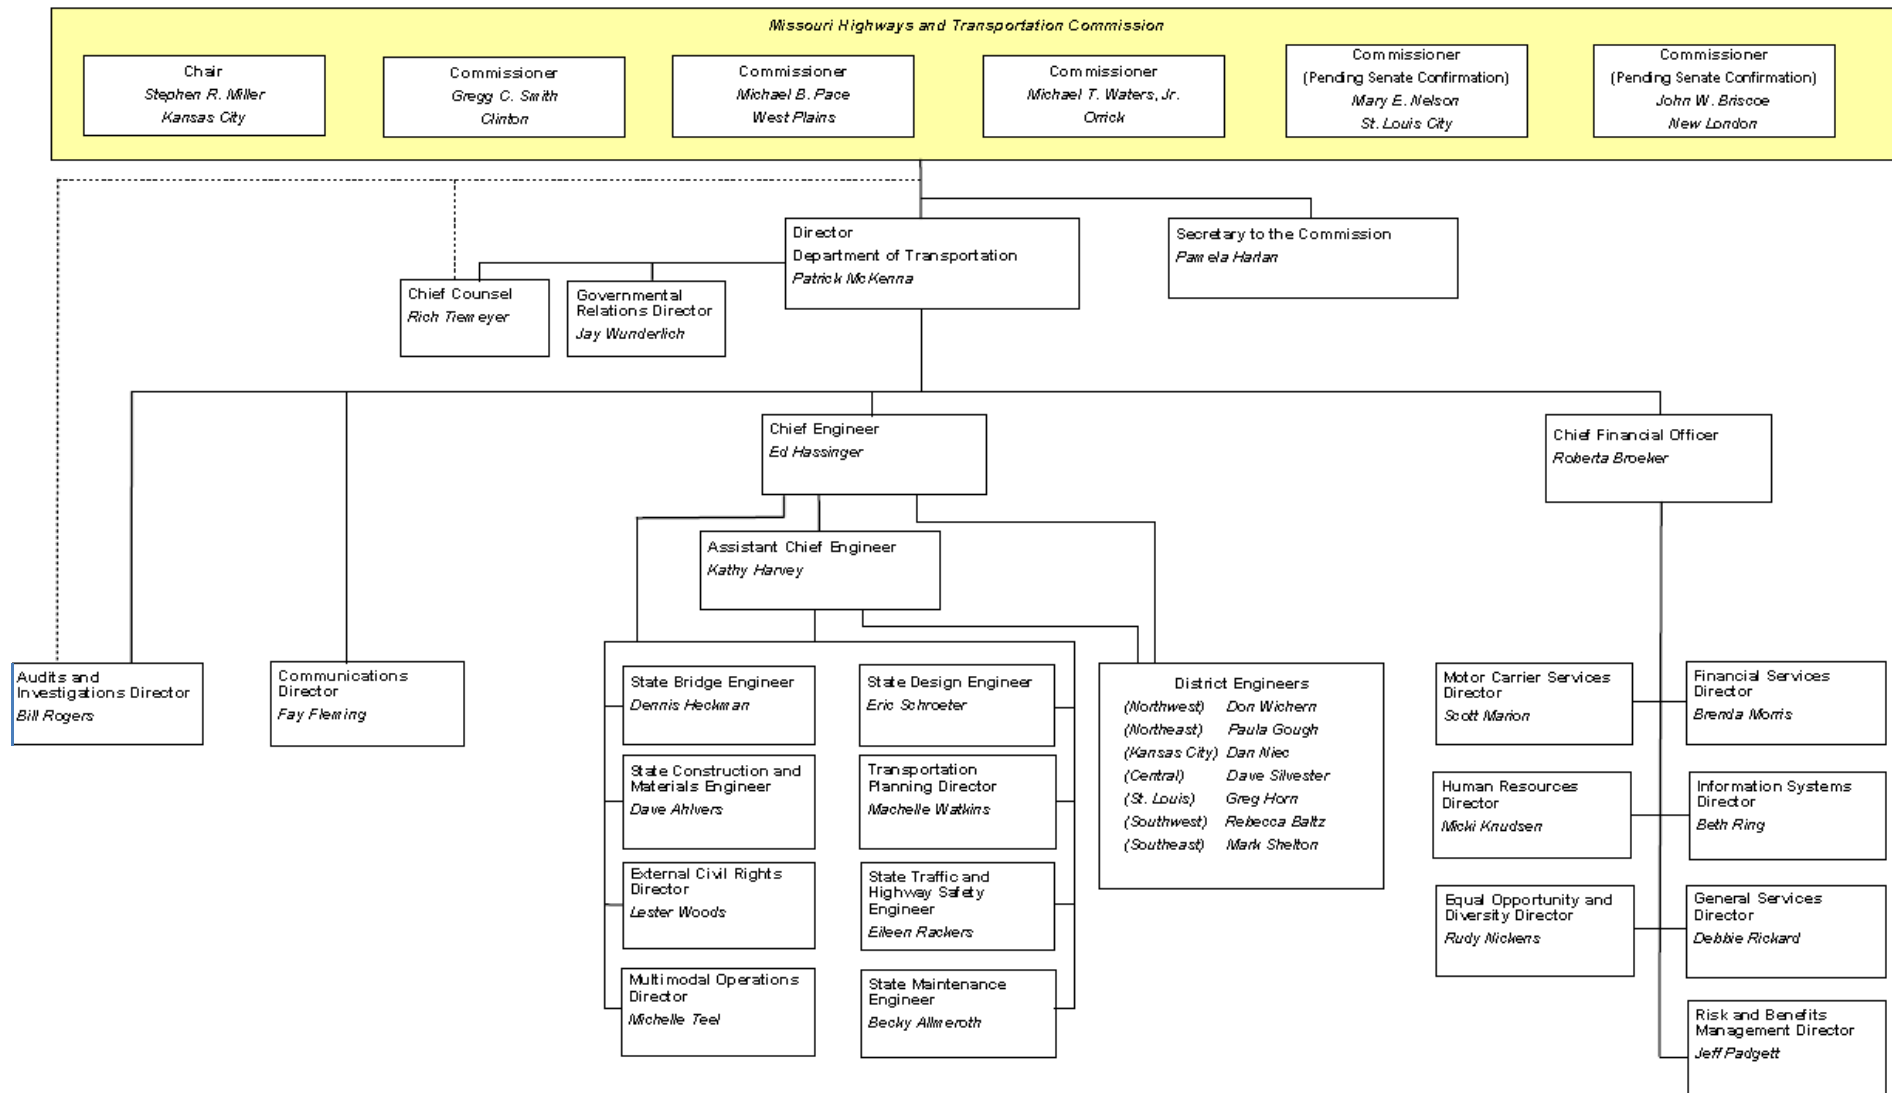 Missouri Highways and Transportation Commission
Chair
Stephen R. Miller
Kansas City
Commissioner
Gregg C. Smith
Clinton
Commissioner
Michael B. Pace
West Plains
Commissioner
Michael T. Waters, Jr.
Orrick
Commissioner
(Pending Senate Confirmation)
Mary E. Nelson
St. Louis City
Commissioner
(Pending Senate Confirmation)
John W. Briscoe
New London
Director
Department of Transportation
Patrick McKenna
Secretary to the Commission
Pamela Harlan
Chief Counsel
Rich Tiemeyer
Governmental
Relations Director
Jay Wunderlich
Chief Engineer
Ed Hassinger
Chief Financial Officer
Roberta Broeker
Assistant Chief Engineer
Kathy Harvey
Audits and
Investigations Director
Bill Rogers
Communications
Director
Fay Fleming
State Bridge Engineer
Dennis Heckman
State Design Engineer
Eric Schroeter
State Construction and
Materials Engineer
Dave Ahlvers
Transportation
Planning Director
Machelle Watkins
External Civil Rights
Director
Lester Woods
State Traffic and
Highway Safety
Engineer
Eileen Rackers
Multimodal Operations
Director
Michelle Teel
State Maintenance
Engineer
Becky Allmeroth
District Engineers
(Northwest) Don Wichern
(Northeast) Paula Gough
(Kansas City) Dan Niec
(Central) Dave Silvester
(St. Louis) Greg Horn
(Southwest) Rebecca Baltz
(Southeast) Mark Shelton
Motor Carrier Services
Director
Scott Marion
Financial Services
Director
Brenda Morris
Human Resources
Director
Micki Knudsen
Information Systems
Director
Beth Ring
Equal Opportunity and
Diversity Director
Rudy Nickens
General Services
Director
Debbie Rickard
Risk and Benefits
Management Director
Jeff Padgett